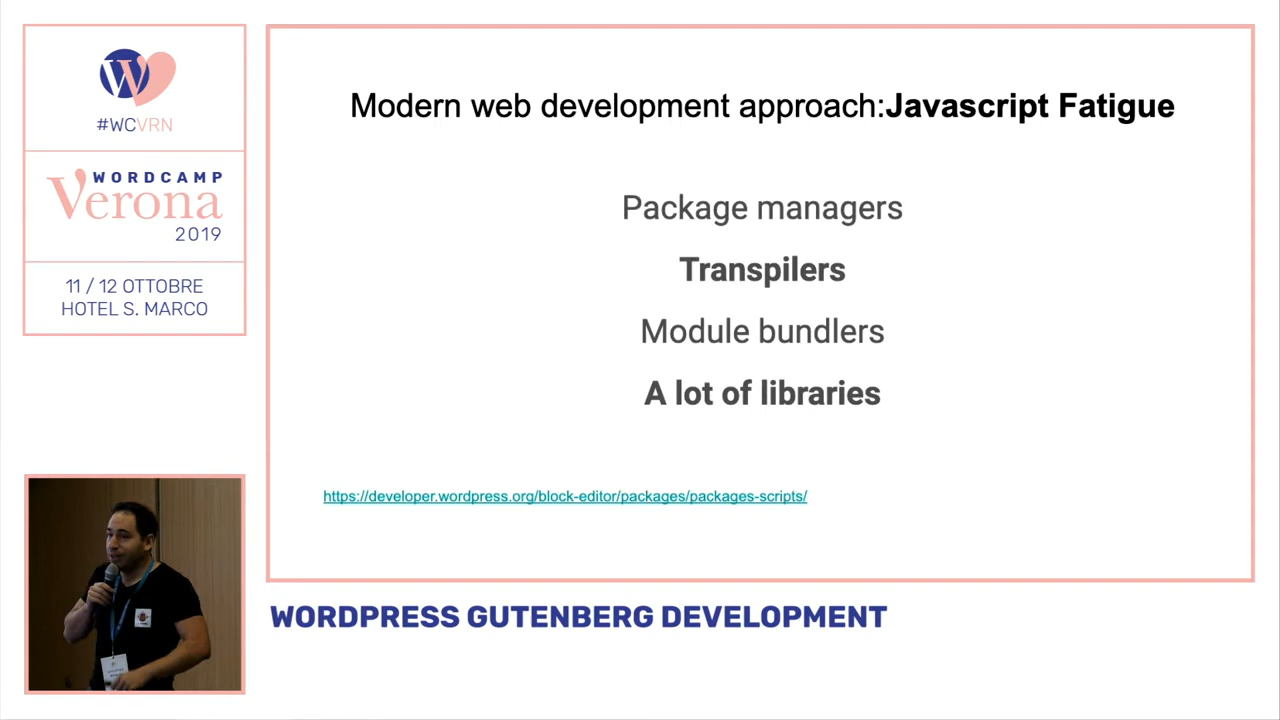 #WCVRN
WORDCAMP
Verona
2019
11 / 12 OTTOBRE
HOTEL S. MARCO
Modern web development approach:Javascript Fatigue
Package managers
Transpilers
Module bundlers
A lot of libraries
https://developer.wordpress.org/block-editor/packages/packages-scripts/
WORDPRESS GUTENBERG DEVELOPMENT